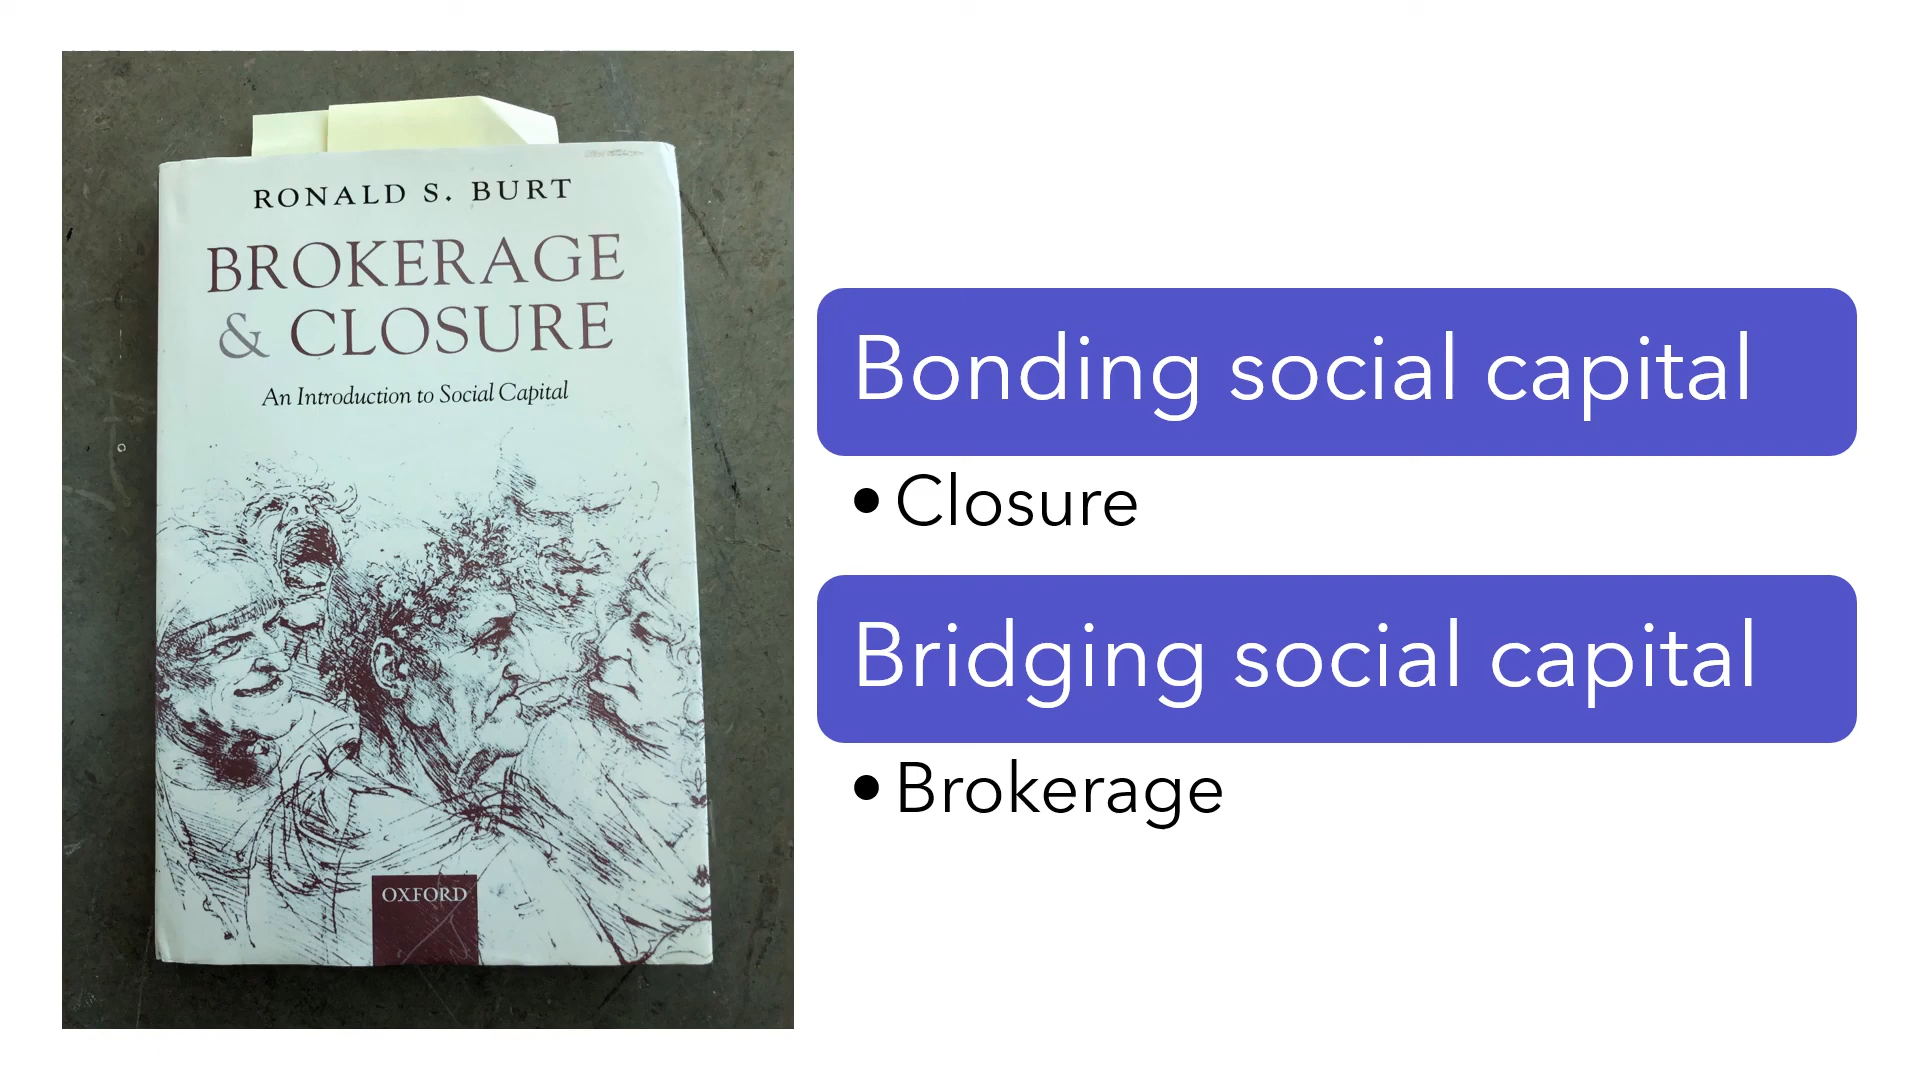 RONALD S. BURT
BROKERAGE
& CLOSURE
An Introduction to Social Capital
OXFORD
Bonding social capital
• Closure
Bridging social capital
• Brokerage